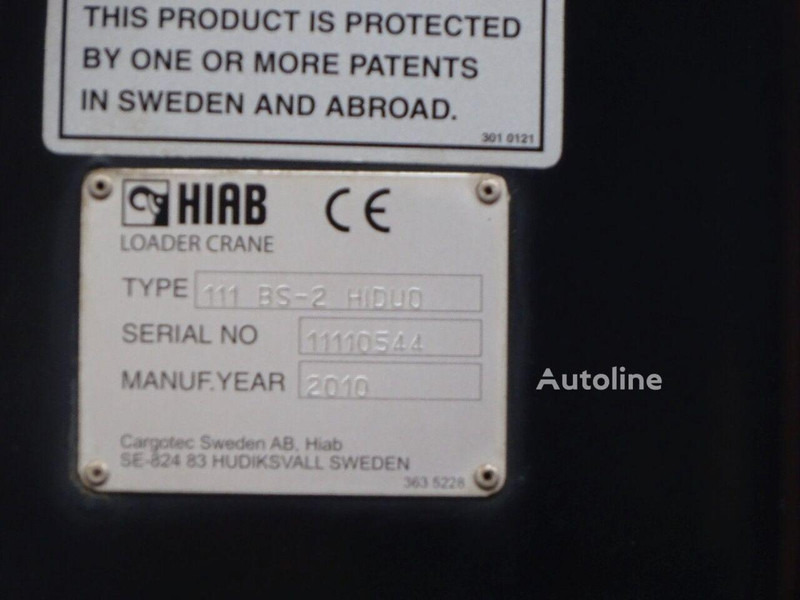 THIS PRODUCT IS PROTECTED
BY ONE OR MORE PATENTS
IN SWEDEN AND ABROAD.
301 0121
HIAB CE
LOADER CRANE
TYPE 111 BS-2 HIDUO
SERIAL NO 11110544
MANUF.YEAR 2010
Cargotec Sweden AB, Hiab
SE-824 83 HUDIKSVALL SWEDEN
363 5228
Autoline